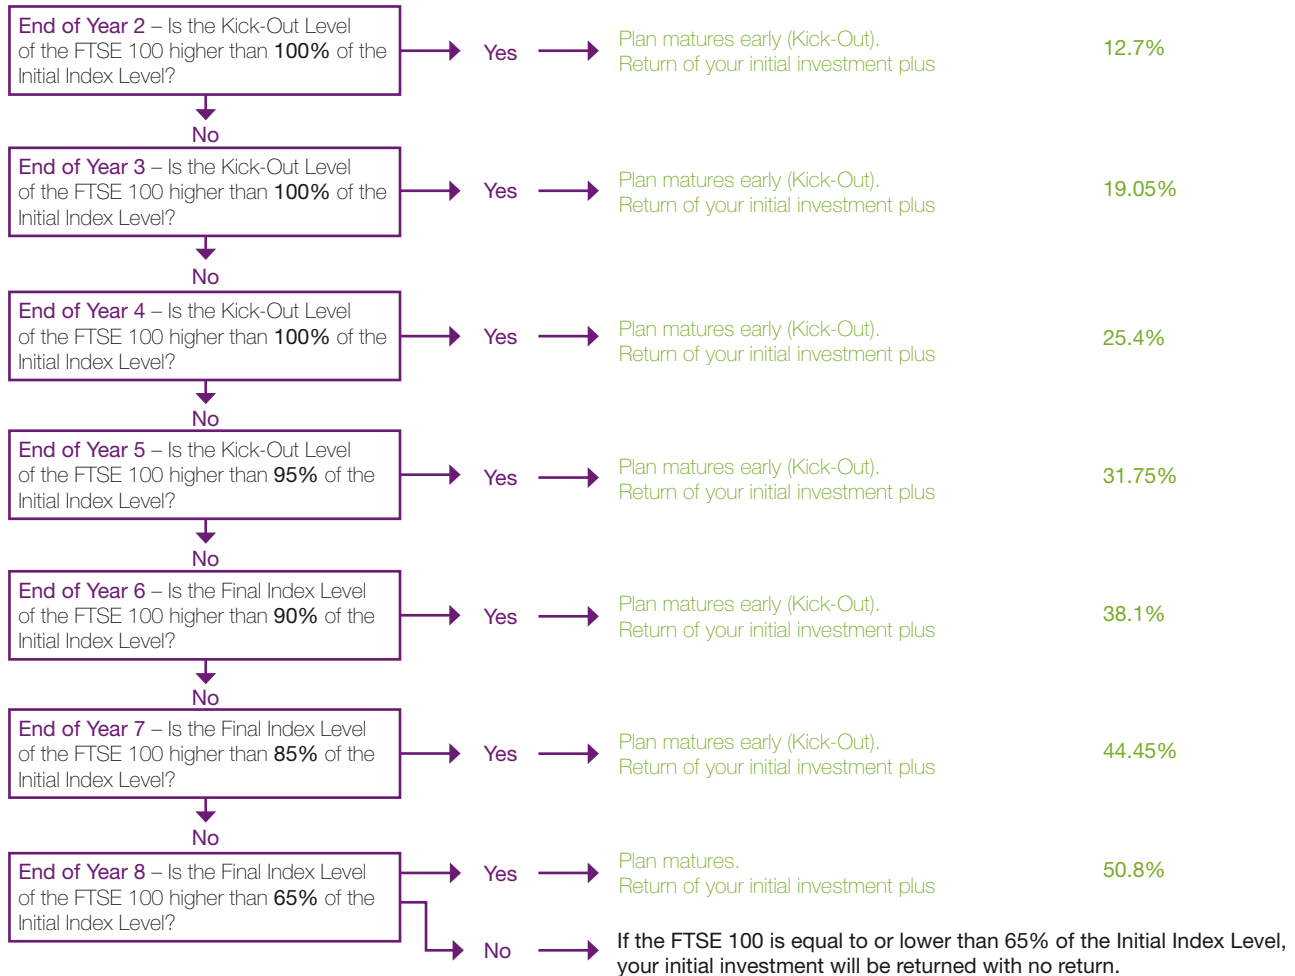 End of Year 2 – Is the Kick-Out Level
of the FTSE 100 higher than 100% of the
Initial Index Level?
Yes
Plan matures early (Kick-Out).
Return of your initial investment plus
12.7%
No
End of Year 3 – Is the Kick-Out Level
of the FTSE 100 higher than 100% of the
Initial Index Level?
Yes
Plan matures early (Kick-Out).
Return of your initial investment plus
19.05%
No
End of Year 4 – Is the Kick-Out Level
of the FTSE 100 higher than 100% of the
Initial Index Level?
Yes
Plan matures early (Kick-Out).
Return of your initial investment plus
25.4%
No
End of Year 5 – Is the Kick-Out Level
of the FTSE 100 higher than 95% of the
Initial Index Level?
Yes
Plan matures early (Kick-Out).
Return of your initial investment plus
31.75%
No
End of Year 6 – Is the Final Index Level
of the FTSE 100 higher than 90% of the
Initial Index Level?
Yes
Plan matures early (Kick-Out).
Return of your initial investment plus
38.1%
No
End of Year 7 – Is the Final Index Level
of the FTSE 100 higher than 85% of the
Initial Index Level?
Yes
Plan matures early (Kick-Out).
Return of your initial investment plus
44.45%
No
End of Year 8 – Is the Final Index Level
of the FTSE 100 higher than 65% of the
Initial Index Level?
Yes
Plan matures.
Return of your initial investment plus
50.8%
No
If the FTSE 100 is equal to or lower than 65% of the Initial Index Level,
your initial investment will be returned with no return.